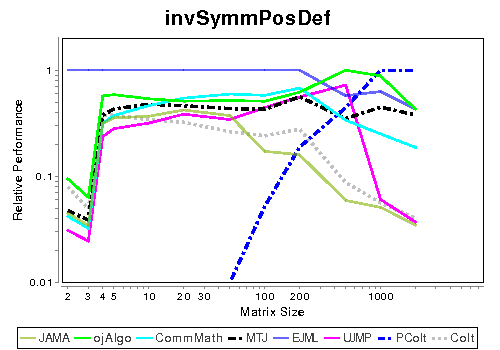 invSymmPosDef
Relative Performance
1
0.1
0.01
2 3 4 5 10 20 30 100 200 1000
Matrix Size
JAMA ojAlgo CommMath MTJ EJML UJMP PColt Colt